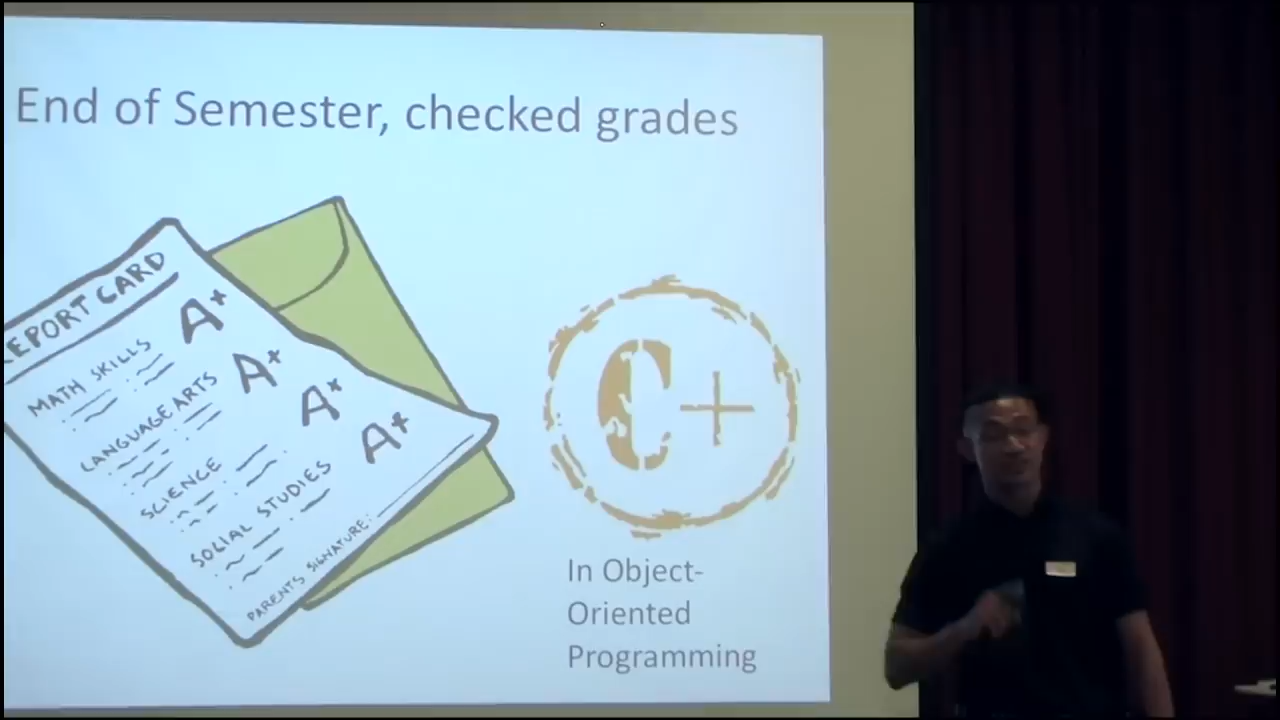 End of Semester, checked grades
REPORT CARD
MATH SKILLS A+
LANGUAGE ARTS A+
SCIENCE A+
SOCIAL STUDIES A+
PARENTS SIGNATURE:
C+
In Object-
Oriented
Programming